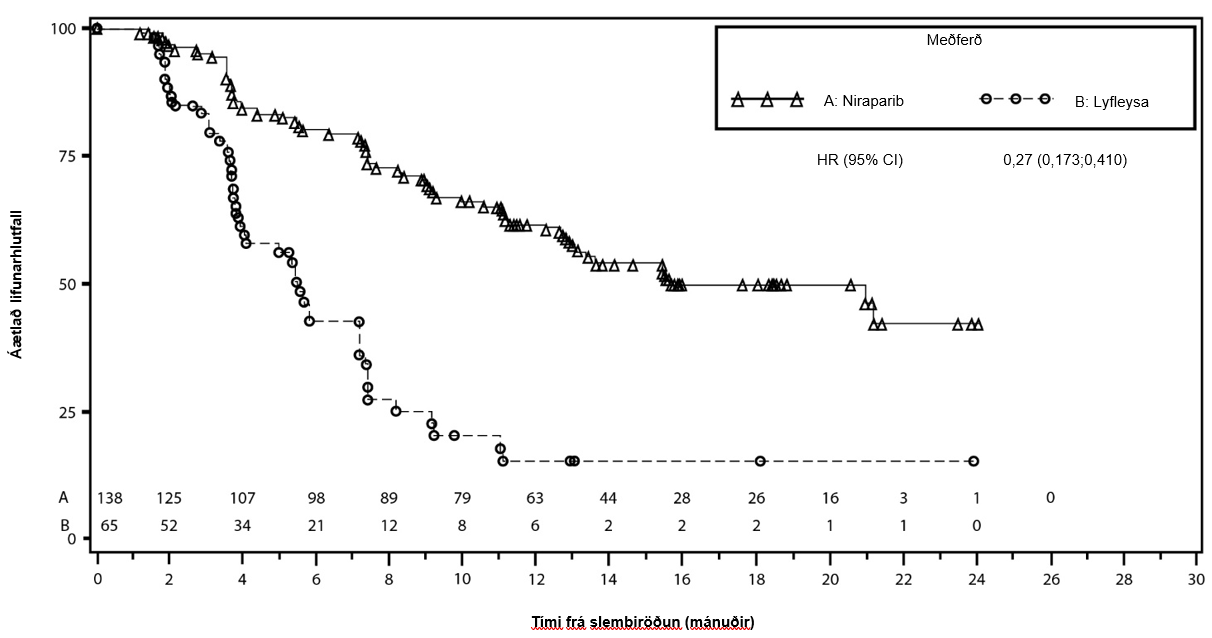 Meðferð
A: Niraparib B: Lyfleysa
HR (95% CI) 0,27 (0,173;0,410)
Áætlað lifunarhlutfall
100
75
50
25
0
A 138 125 107 98 89 79 63 44 28 26 16 3 1 0
B 65 52 34 21 12 8 6 2 2 2 1 1 0
0 2 4 6 8 10 12 14 16 18 20 22 24 26 28 30
Tími frá slembiröðun (mánuðir)